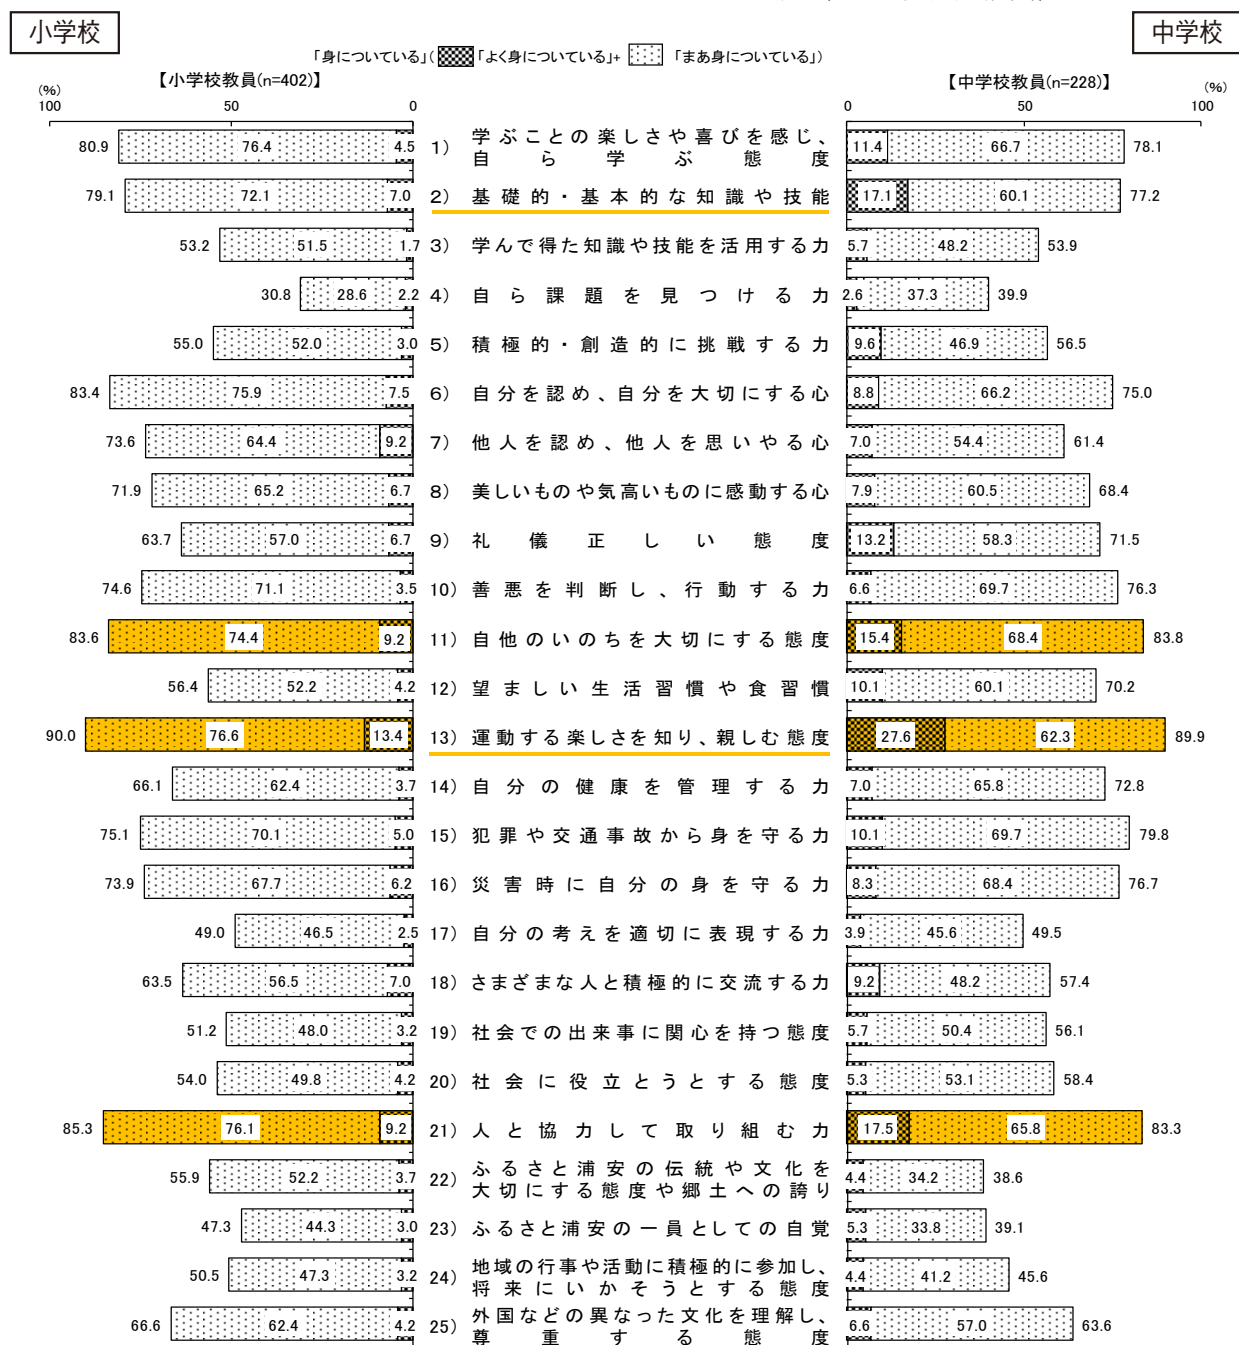 小学校
中学校
「身についている」(「よく身についている」+「まあ身についている」)
【小学校教員(n=402)】
【中学校教員(n=228)】
(%) (%)
100 50 0 0 50 100
80.9 76.4 4.5 1) 学ぶことの楽しさや喜びを感じ、 11.4 66.7 78.1
自ら学ぶ態度
79.1 72.1 7.0 2) 基礎的・基本的な知識や技能 17.1 60.1 77.2
53.2 51.5 1.7 3) 学んで得た知識や技能を活用する力 5.7 48.2 53.9
30.8 28.6 2.2 4) 自ら課題を見つける力 2.6 37.3 39.9
55.0 52.0 3.0 5) 積極的・創造的に挑戦する力 9.6 46.9 56.5
83.4 75.9 7.5 6) 自分を認め、自分を大切にする心 8.8 66.2 75.0
73.6 64.4 9.2 7) 他人を認め、他人を思いやる心 7.0 54.4 61.4
71.9 65.2 6.7 8) 美しいものや気高いものに感動する心 7.9 60.5 68.4
63.7 57.0 6.7 9) 礼儀正しい態度 13.2 58.3 71.5
74.6 71.1 3.5 10) 善悪を判断し、行動する力 6.6 69.7 76.3
83.6 74.4 9.2 11) 自他のいのちを大切にする態度 15.4 68.4 83.8
56.4 52.2 4.2 12) 望ましい生活習慣や食習慣 10.1 60.1 70.2
90.0 76.6 13.4 13) 運動する楽しさを知り、親しむ態度 27.6 62.3 89.9
66.1 62.4 3.7 14) 自分の健康を管理する力 7.0 65.8 72.8
75.1 70.1 5.0 15) 犯罪や交通事故から身を守る力 10.1 69.7 79.8
73.9 67.7 6.2 16) 災害時に自分の身を守る力 8.3 68.4 76.7
49.0 46.5 2.5 17) 自分の考えを適切に表現する力 3.9 45.6 49.5
63.5 56.5 7.0 18) さまざまな人と積極的に交流する力 9.2 48.2 57.4
51.2 48.0 3.2 19) 社会での出来事に関心を持つ態度 5.7 50.4 56.1
54.0 49.8 4.2 20) 社会に役立とうとする態度 5.3 53.1 58.4
85.3 76.1 9.2 21) 人と協力して取り組む力 17.5 65.8 83.3
55.9 52.2 3.7 22) ふるさと浦安の伝統や文化を 4.4 34.2 38.6
大切にする態度や郷土への誇り
47.3 44.3 3.0 23) ふるさと浦安の一員としての自覚 5.3 33.8 39.1
50.5 47.3 3.2 24) 地域の行事や活動に積極的に参加し、 4.4 41.2 45.6
将来にいかそうとする態度
66.6 62.4 4.2 25) 外国などの異なった文化を理解し、 6.6 57.0 63.6
尊重する態度